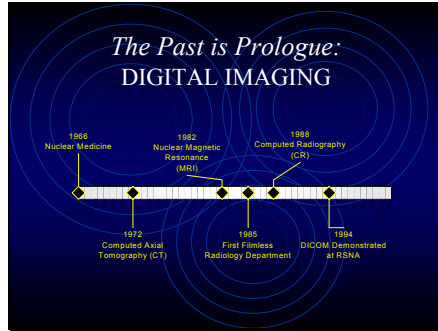 The Past is Prologue:
DIGITAL IMAGING
1966
Nuclear Medicine
1982
Nuclear Magnetic
Resonance
(MRI)
1988
Computed Radiography
(CR)
1972
Computed Axial
Tomography (CT)
1985
First Filmless
Radiology Department
1994
DICOM Demonstrated
at RSNA